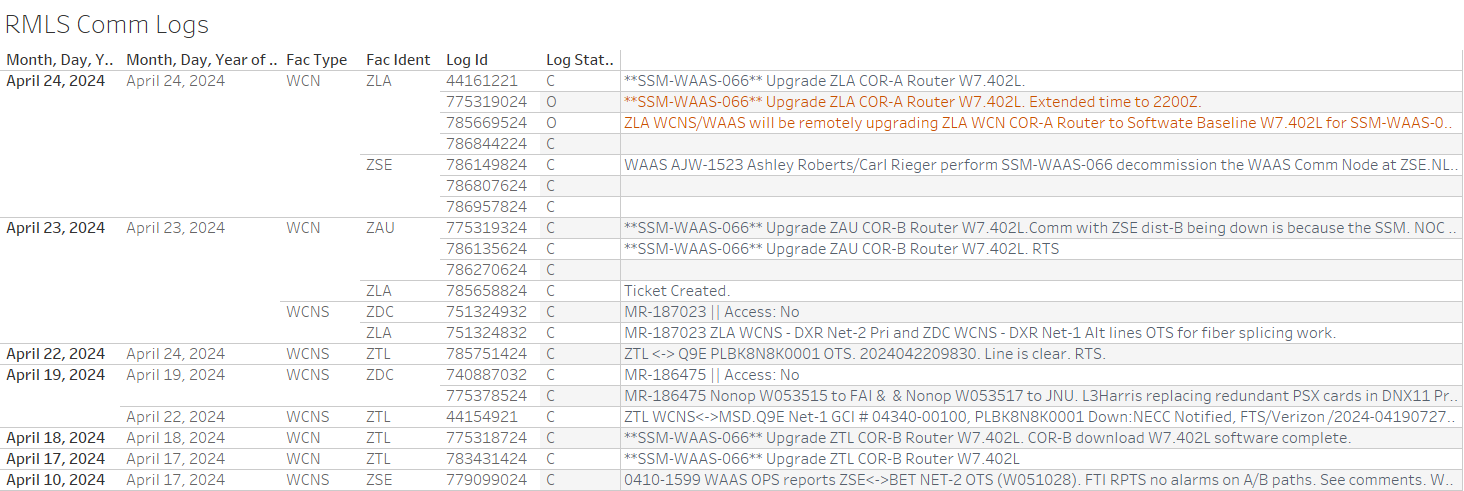 RMLS Comm Logs
Month, Day, Y.. Month, Day, Year of .. Fac Type Fac Ident Log Id Log Stat..
April 24, 2024 April 24, 2024 WCN ZLA 44161221 C **SSM-WAAS-066** Upgrade ZLA COR-A Router W7.402L.
775319024 O **SSM-WAAS-066** Upgrade ZLA COR-A Router W7.402L. Extended time to 2200Z.
785669524 O ZLA WCNS/WAAS will be remotely upgrading ZLA WCN COR-A Router to Softwate Baseline W7.402L for SSM-WAAS-0..
786844224 C
ZSE 786149824 C WAAS AJW-1523 Ashley Roberts/Carl Rieger perform SSM-WAAS-066 decommission the WAAS Comm Node at ZSE.NL..
786807624 C
786957824 C
April 23, 2024 April 23, 2024 WCN ZAU 775319324 C **SSM-WAAS-066** Upgrade ZAU COR-B Router W7.402L.Comm with ZSE dist-B being down is because the SSM. NOC ..
786135624 C **SSM-WAAS-066** Upgrade ZAU COR-B Router W7.402L. RTS
786270624 C
ZLA 785658824 C Ticket Created.
WCNS ZDC 751324932 C MR-187023 || Access: No
ZLA 751324832 C MR-187023 ZLA WCNS - DXR Net-2 Pri and ZDC WCNS - DXR Net-1 Alt lines OTS for fiber splicing work.
April 22, 2024 April 24, 2024 WCNS ZTL 785751424 C ZTL <-> Q9E PLBK8N8K0001 OTS. 2024042209830. Line is clear. RTS.
April 19, 2024 April 19, 2024 WCNS ZDC 740887032 C MR-186475 || Access: No
775378524 C MR-186475 Nonop W053515 to FAI & & Nonop W053517 to JNU. L3Harris replacing redundant PSX cards in DNX11 Pr..
April 22, 2024 WCNS ZTL 44154921 C ZTL WCNS<->MSD.Q9E Net-1 GCI # 04340-00100, PLBK8N8K0001 Down:NECC Notified, FTS/Verizon /2024-04190727..
April 18, 2024 April 18, 2024 WCN ZTL 775318724 C **SSM-WAAS-066** Upgrade ZTL COR-B Router W7.402L. COR-B download W7.402L software complete.
April 17, 2024 April 17, 2024 WCN ZTL 783431424 C **SSM-WAAS-066** Upgrade ZTL COR-B Router W7.402L
April 10, 2024 April 17, 2024 WCNS ZSE 779099024 C 0410-1599 WAAS OPS reports ZSE<->BET NET-2 OTS (W051028). FTI RPTS no alarms on A/B paths. See comments. W..